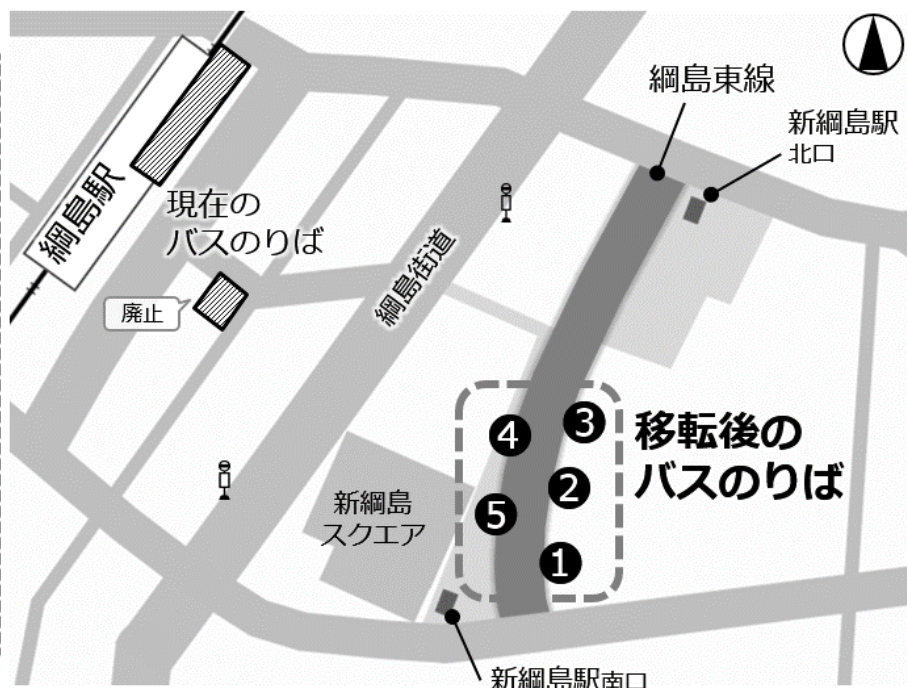 綱島東線
新綱島駅
北口
綱島駅
現在の
バスのりば
綱島街道
廃止
移転後の
バスのりば
③
④
②
⑤
①
新綱島
スクエア
新綱島駅南口